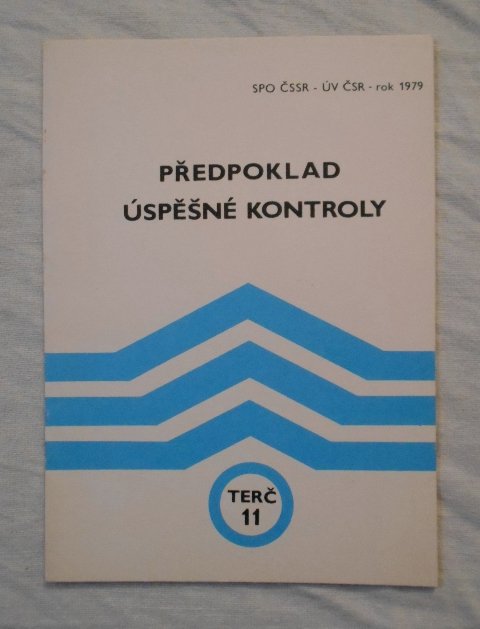 SPO ČSSR - ÚV ČSR - rok 1979
PŘEDPOKLAD
ÚSPĚŠNÉ KONTROLY
TERČ
11